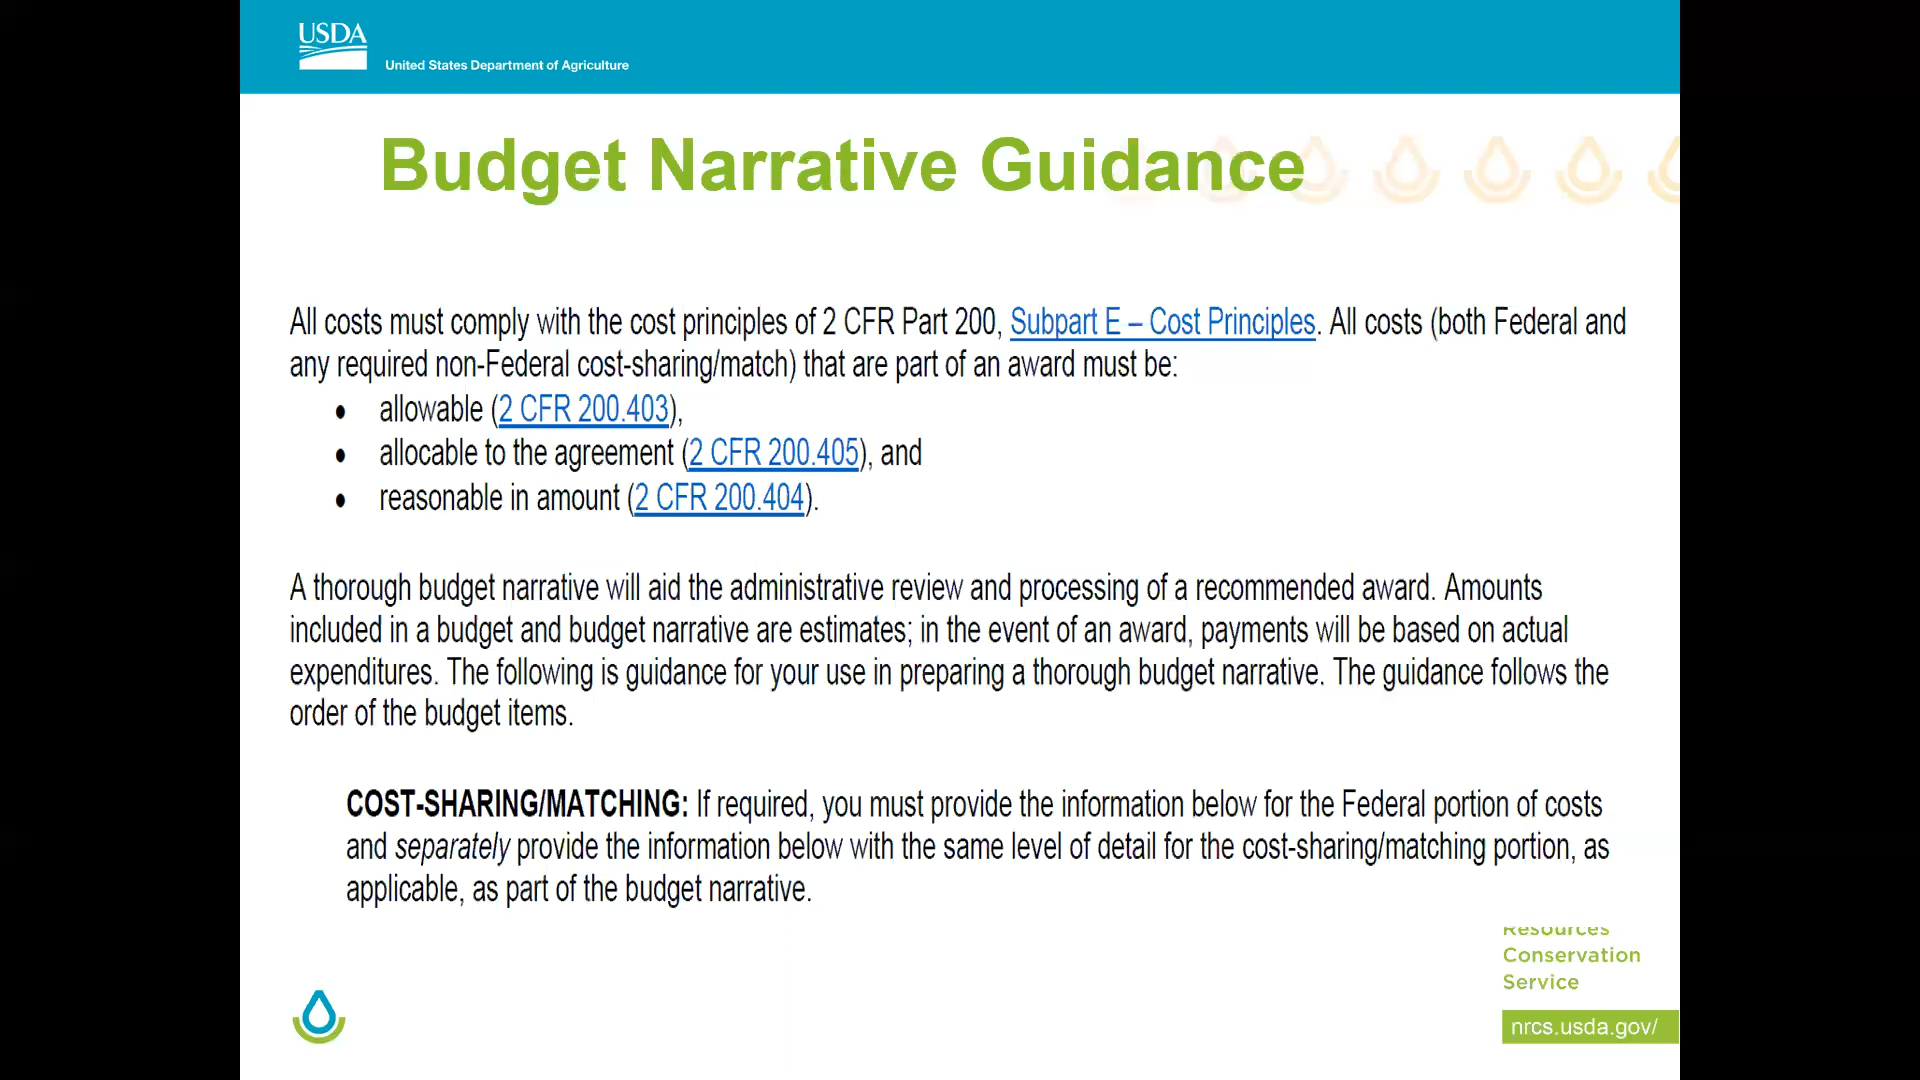 USDA
United States Department of Agriculture
Budget Narrative Guidance
All costs must comply with the cost principles of 2 CFR Part 200, Subpart E – Cost Principles. All costs (both Federal and
any required non-Federal cost-sharing/match) that are part of an award must be:
• allowable (2 CFR 200.403),
• allocable to the agreement (2 CFR 200.405), and
• reasonable in amount (2 CFR 200.404).
A thorough budget narrative will aid the administrative review and processing of a recommended award. Amounts
included in a budget and budget narrative are estimates; in the event of an award, payments will be based on actual
expenditures. The following is guidance for your use in preparing a thorough budget narrative. The guidance follows the
order of the budget items.
COST-SHARING/MATCHING: If required, you must provide the information below for the Federal portion of costs
and separately provide the information below with the same level of detail for the cost-sharing/matching portion, as
applicable, as part of the budget narrative.
Resources
Conservation
Service
nrcs.usda.gov/